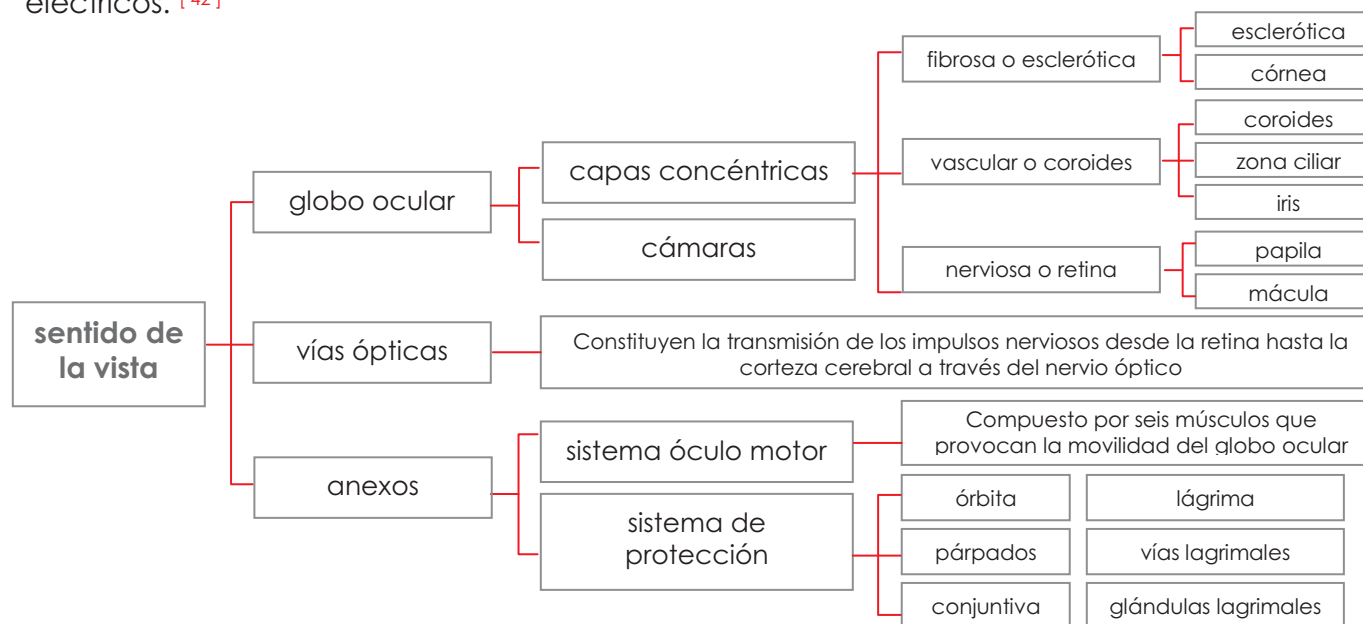 eléctricos. [ 42 ]
sentido de
la vista
globo ocular
capas concéntricas
fibrosa o esclerótica
esclerótica
córnea
vascular o coroides
coroides
zona ciliar
iris
nerviosa o retina
papila
mácula
cámaras
vías ópticas
Constituyen la transmisión de los impulsos nerviosos desde la retina hasta la
corteza cerebral a través del nervio óptico
anexos
sistema óculo motor
Compuesto por seis músculos que
provocan la movilidad del globo ocular
sistema de
protección
órbita
lágrima
párpados
vías lagrimales
conjuntiva
glándulas lagrimales